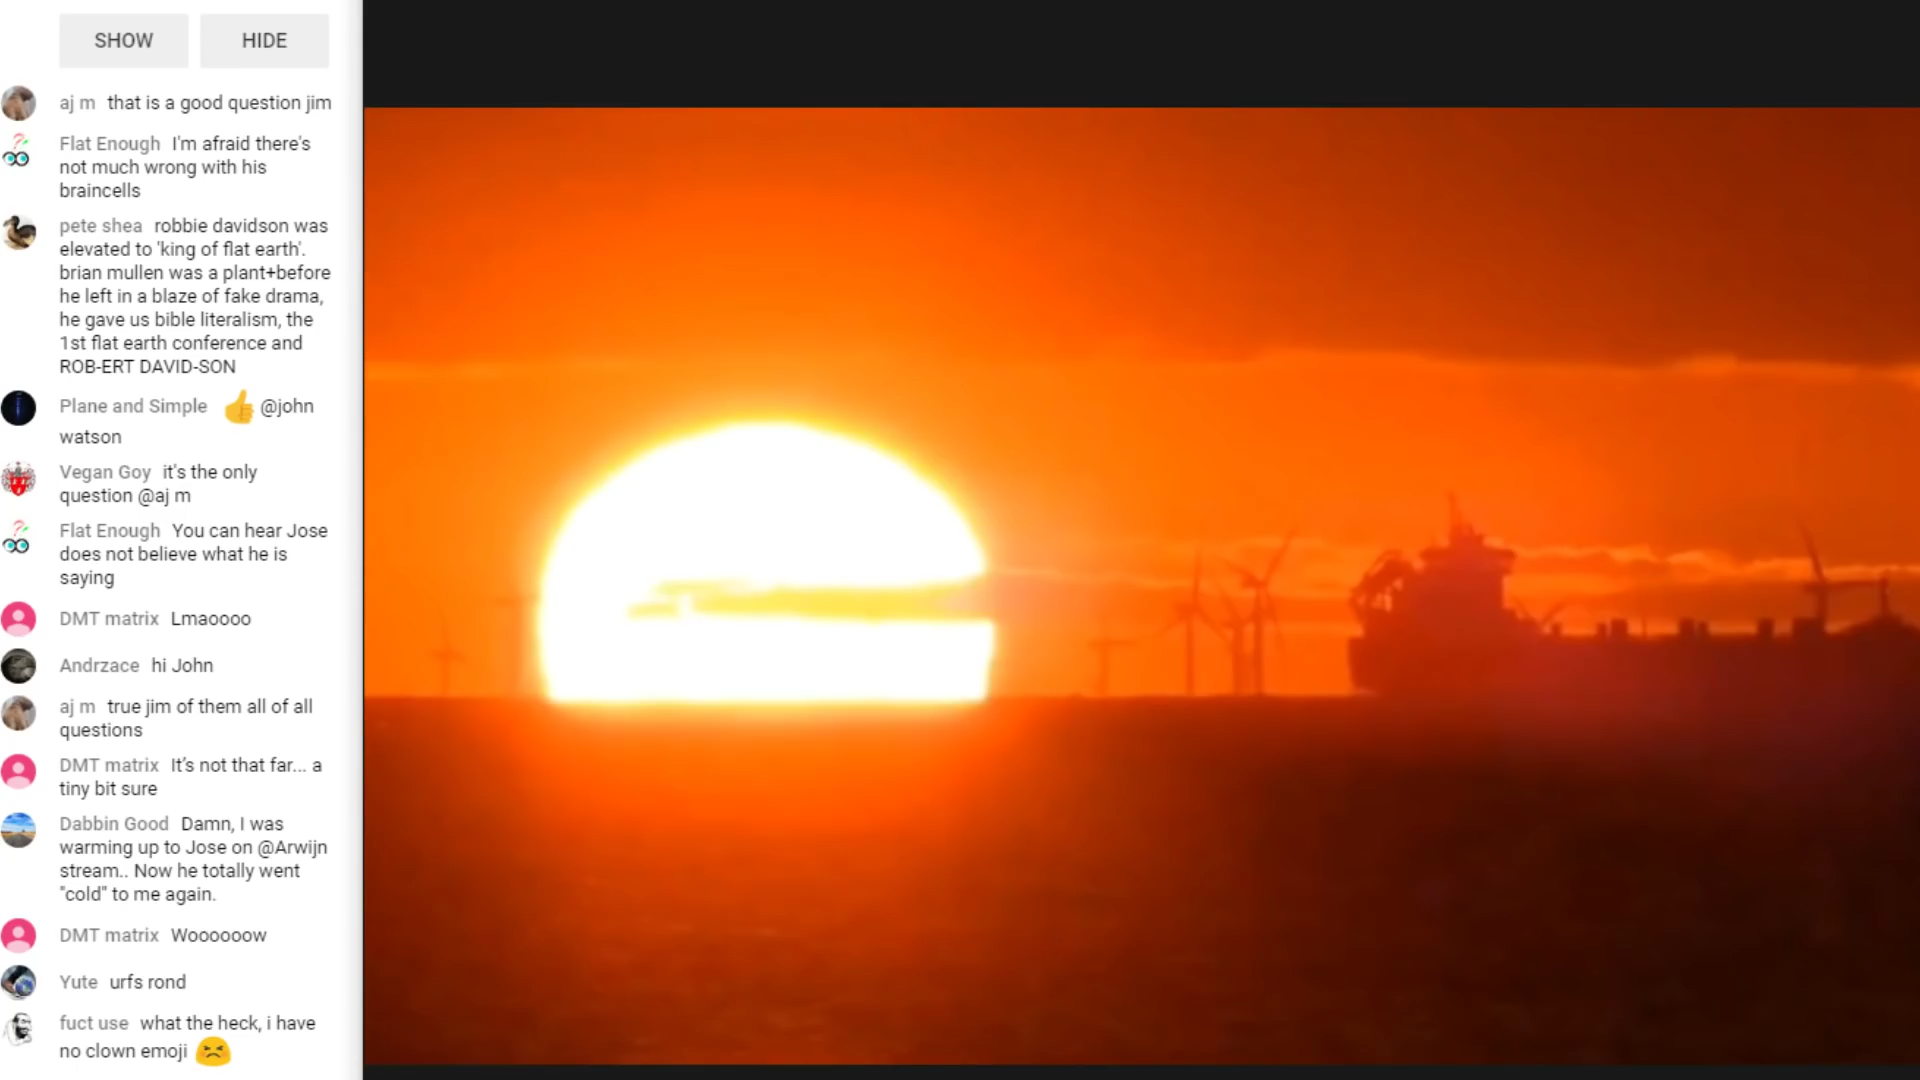 SHOW HIDE
aj m that is a good question jim
Flat Enough I'm afraid there's
not much wrong with his
braincells
pete shea robbie davidson was
elevated to 'king of flat earth'.
brian mullen was a plant+before
he left in a blaze of fake drama,
he gave us bible literalism, the
1st flat earth conference and
ROB-ERT DAVID-SON
Plane and Simple 👍 @john
watson
Vegan Goy it's the only
question @aj m
Flat Enough You can hear Jose
does not believe what he is
saying
DMT matrix Lmaoooo
Andrzace hi John
aj m true jim of them all of all
questions
DMT matrix It’s not that far... a
tiny bit sure
Dabbin Good Damn, I was
warming up to Jose on @Arwijn
stream.. Now he totally went
"cold" to me again.
DMT matrix Woooooow
Yute urfs rond
fuct use what the heck, i have
no clown emoji 😣